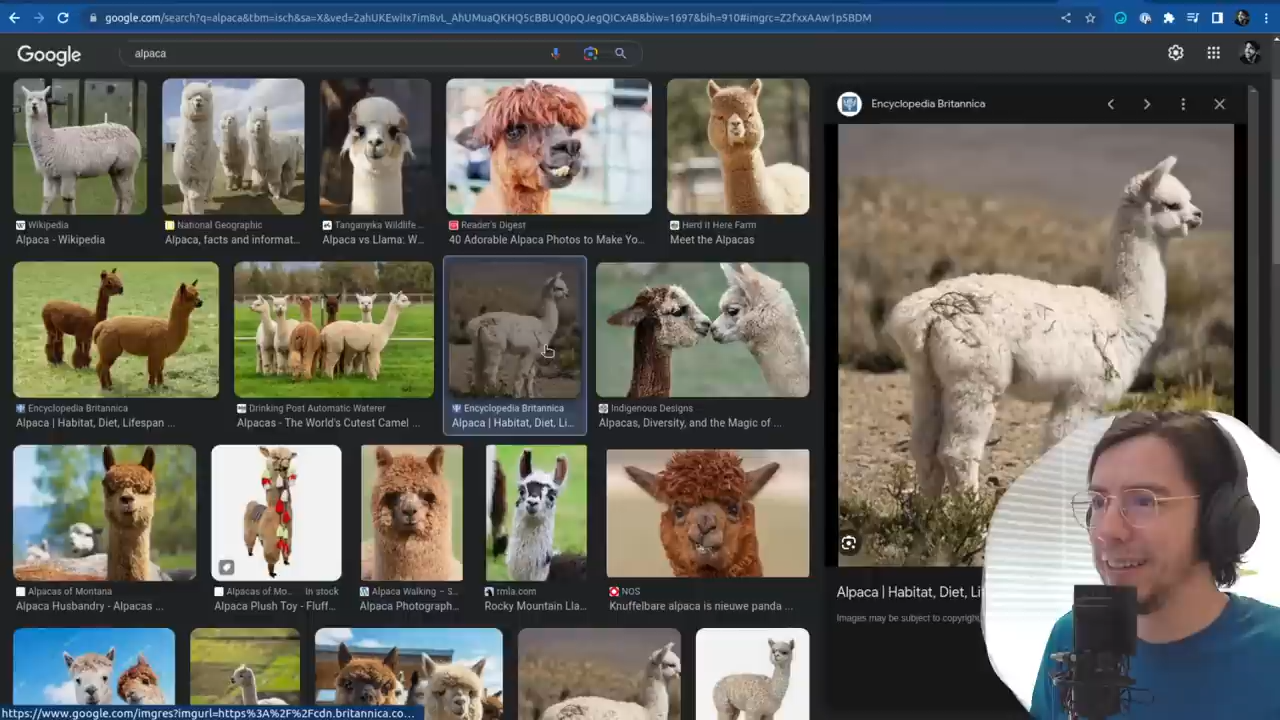 google.com/search?q=alpaca&tbm=isch&sa=X&ved=2ahUKEwiIx7im8vL_AhUMuaQKHQ5cBBUQ0pQJegQICxAB&biw=1697&bih=910#imgrc=Z2fxxAAw1p5BDM
Google
alpaca
Encyclopedia Britannica
Wikipedia
Alpaca - Wikipedia
National Geographic
Alpaca, facts and informat...
Tanganyika Wildlife ...
Alpaca vs Llama: W...
Reader's Digest
40 Adorable Alpaca Photos to Make Yo...
Herd It Here Farm
Meet the Alpacas
Encyclopedia Britannica
Alpaca | Habitat, Diet, Lifespan ...
Drinking Post Automatic Waterer
Alpacas - The World's Cutest Camel ...
Encyclopedia Britannica
Alpaca | Habitat, Diet, Li...
Indigenous Designs
Alpacas, Diversity, and the Magic of ...
Alpacas of Montana
Alpaca Husbandry - Alpacas ...
Alpacas of Mo... In stock
Alpaca Plush Toy - Fluff...
Alpaca Walking – S...
Alpaca Photograph...
rmla.com
Rocky Mountain Lla...
NOS
Knuffelbare alpaca is nieuwe panda ...
Alpaca | Habitat, Diet, Li
Images may be subject to copyright
https://www.google.com/imgres?imgurl=https%3A%2F%2Fcdn.britannica.co...